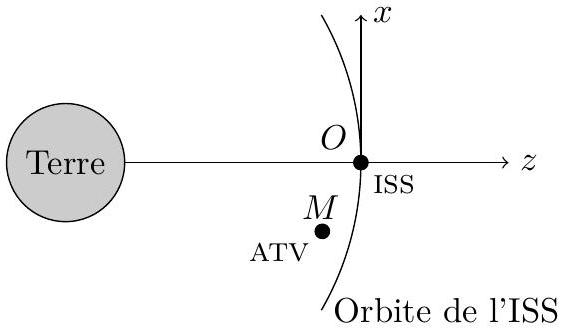 x
O
Terre
z
ISS
M
ATV
Orbite de l'ISS